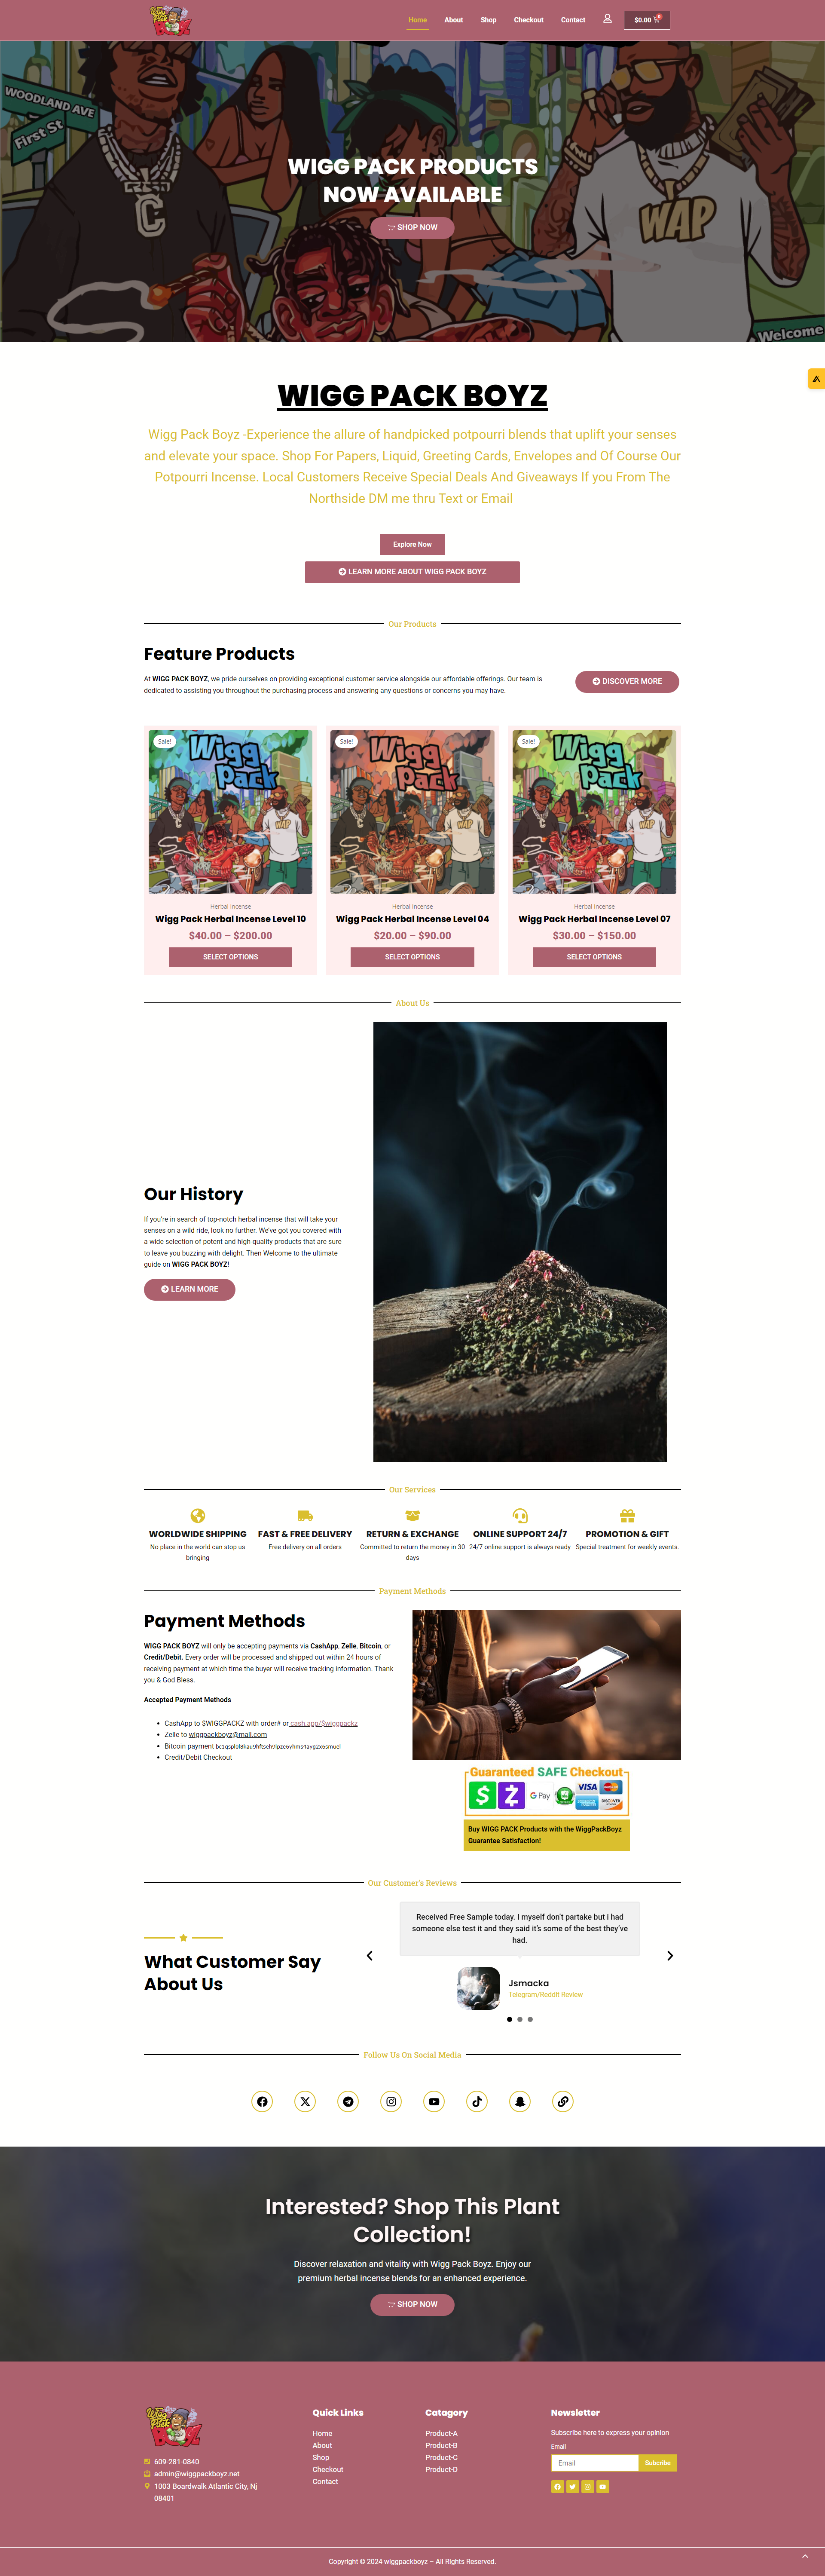 Home
About
Shop
Checkout
Contact
$0.00
0
WOODLAND AVE
First St
C
WAP
Welcome
WIGG PACK PRODUCTS
NOW AVAILABLE
SHOP NOW
WIGG PACK BOYZ
Wigg Pack Boyz -Experience the allure of handpicked potpourri blends that uplift your senses
and elevate your space. Shop For Papers, Liquid, Greeting Cards, Envelopes and Of Course Our
Potpourri Incense. Local Customers Receive Special Deals And Giveaways If you From The
Northside DM me thru Text or Email
Explore Now
LEARN MORE ABOUT WIGG PACK BOYZ
Our Products
Feature Products
At WIGG PACK BOYZ, we pride ourselves on providing exceptional customer service alongside our affordable offerings. Our team is
dedicated to assisting you throughout the purchasing process and answering any questions or concerns you may have.
DISCOVER MORE
Sale!
Wigg
Pack
C
WAP
Herbal Incense
Wigg Pack Herbal Incense Level 10
$40.00 – $200.00
SELECT OPTIONS
Sale!
Wigg
Pack
C
WAP
Herbal Incense
Wigg Pack Herbal Incense Level 04
$20.00 – $90.00
SELECT OPTIONS
Sale!
Wigg
Pack
C
WAP
Herbal Incense
Wigg Pack Herbal Incense Level 07
$30.00 – $150.00
SELECT OPTIONS
About Us
Our History
If you're in search of top-notch herbal incense that will take your
senses on a wild ride, look no further. We've got you covered with
a wide selection of potent and high-quality products that are sure
to leave you buzzing with delight. Then Welcome to the ultimate
guide on WIGG PACK BOYZ!
LEARN MORE
Our Services
WORLDWIDE SHIPPING
No place in the world can stop us
bringing
FAST & FREE DELIVERY
Free delivery on all orders
RETURN & EXCHANGE
Committed to return the money in 30
days
ONLINE SUPPORT 24/7
24/7 online support is always ready
PROMOTION & GIFT
Special treatment for weekly events.
Payment Methods
Payment Methods
WIGG PACK BOYZ will only be accepting payments via CashApp, Zelle, Bitcoin, or
Credit/Debit. Every order will be processed and shipped out within 24 hours of
receiving payment at which time the buyer will receive tracking information. Thank
you & God Bless.
Accepted Payment Methods
CashApp to $WIGGPACKZ with order# or cash.app/$wiggpackz
Zelle to wiggpackboyz@mail.com
Bitcoin payment
Credit/Debit Checkout
Guaranteed SAFE Checkout
G Pay
VISA
DISCOVER
Buy WIGG PACK Products with the WiggPackBoyz
Guarantee Satisfaction!
Our Customer's Reviews
What Customer Say
About Us
Received Free Sample today. I myself don't partake but i had
someone else test it and they said it's some of the best they've
had.
Jsmacka
Telegram/Reddit Review
Follow Us On Social Media
Interested? Shop This Plant
Collection!
Discover relaxation and vitality with Wigg Pack Boyz. Enjoy our
premium herbal incense blends for an enhanced experience.
SHOP NOW
609-281-0840
admin@wiggpackboyz.net
1003 Boardwalk Atlantic City, Nj
08401
Quick Links
Home
About
Shop
Checkout
Contact
Catagory
Product-A
Product-B
Product-C
Product-D
Newsletter
Subscribe here to express your opinion
Email
Email
Subcribe
Copyright © 2024 wiggpackboyz – All Rights Reserved.